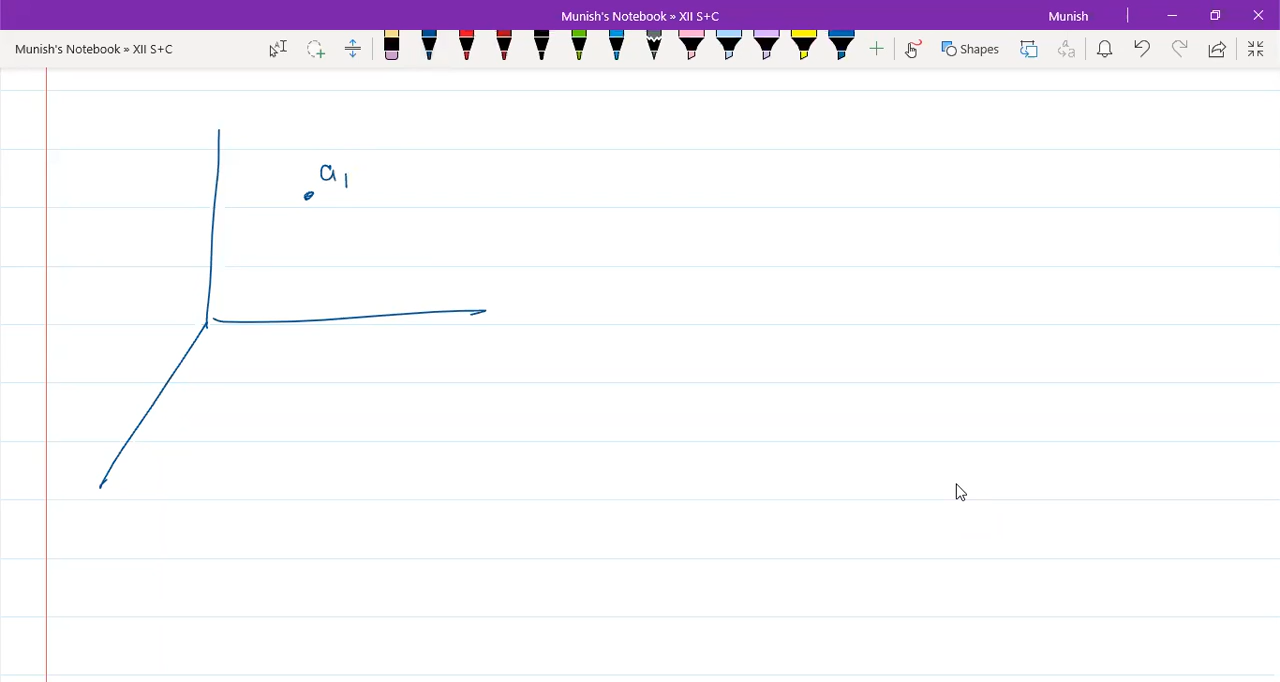 Munish's Notebook » XII S+C
Munish
Munish's Notebook » XII S+C
Shapes
a1